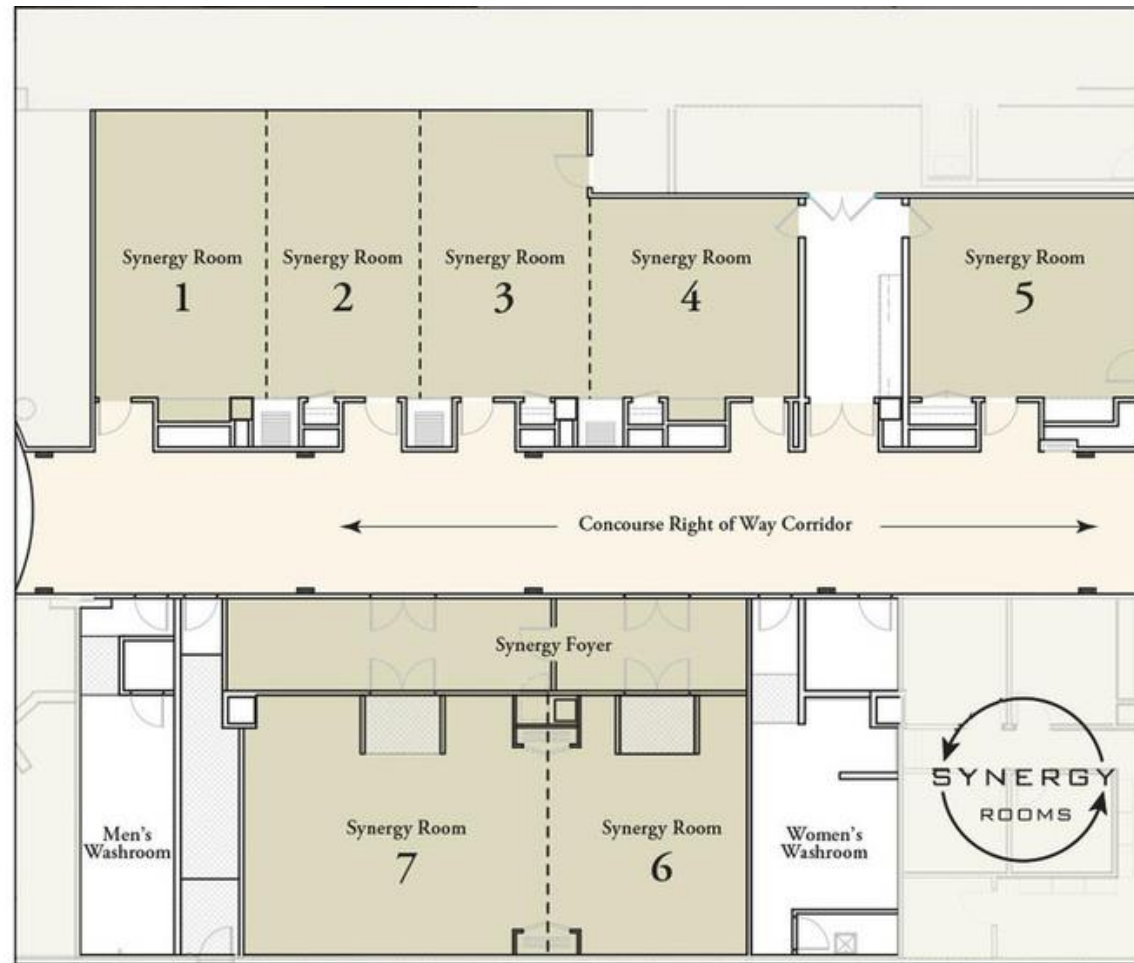 Synergy Room
1
Synergy Room
2
Synergy Room
3
Synergy Room
4
Synergy Room
5
Concourse Right of Way Corridor
Synergy Foyer
Men's
Washroom
Synergy Room
7
Synergy Room
6
Women's
Washroom
SYNERGY
ROOMS